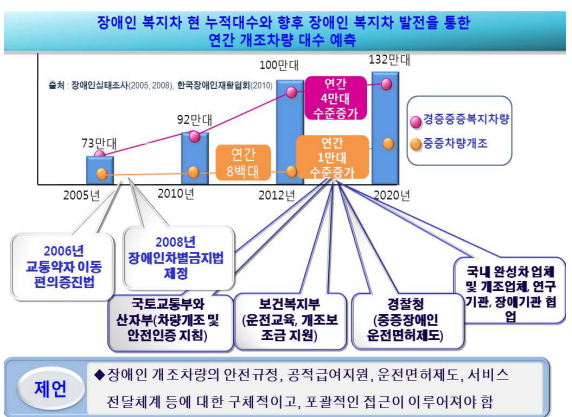 장애인 복지차 현 누적대수와 향후 장애인 복지차 발전을 통한
연간 개조차량 대수 예측
출처 : 장애인실태조사(2005, 2008), 한국장애인재활협회(2010)
73만대
92만대
100만대
132만대
연간
4만대
수준증가
연간
8백대
연간
1만대
수준증가
경증중증복지차량
중증차량개조
2005년
2010년
2012년
2020년
2006년
교통약자 이동
편의증진법
2008년
장애인차별금지법
제정
국토교통부와
산자부(차량개조 및
안전인증 지침)
보건복지부
(운전교육, 개조보
조금 지원)
경찰청
(중증장애인
운전면허제도)
국내 완성차 업체
및 개조업체, 연구
기관, 장애기관 협
업
제언
◆장애인 개조차량의 안전규정, 공적급여지원, 운전면허제도, 서비스
전달체계 등에 대한 구체적이고, 포괄적인 접근이 이루어져야 함